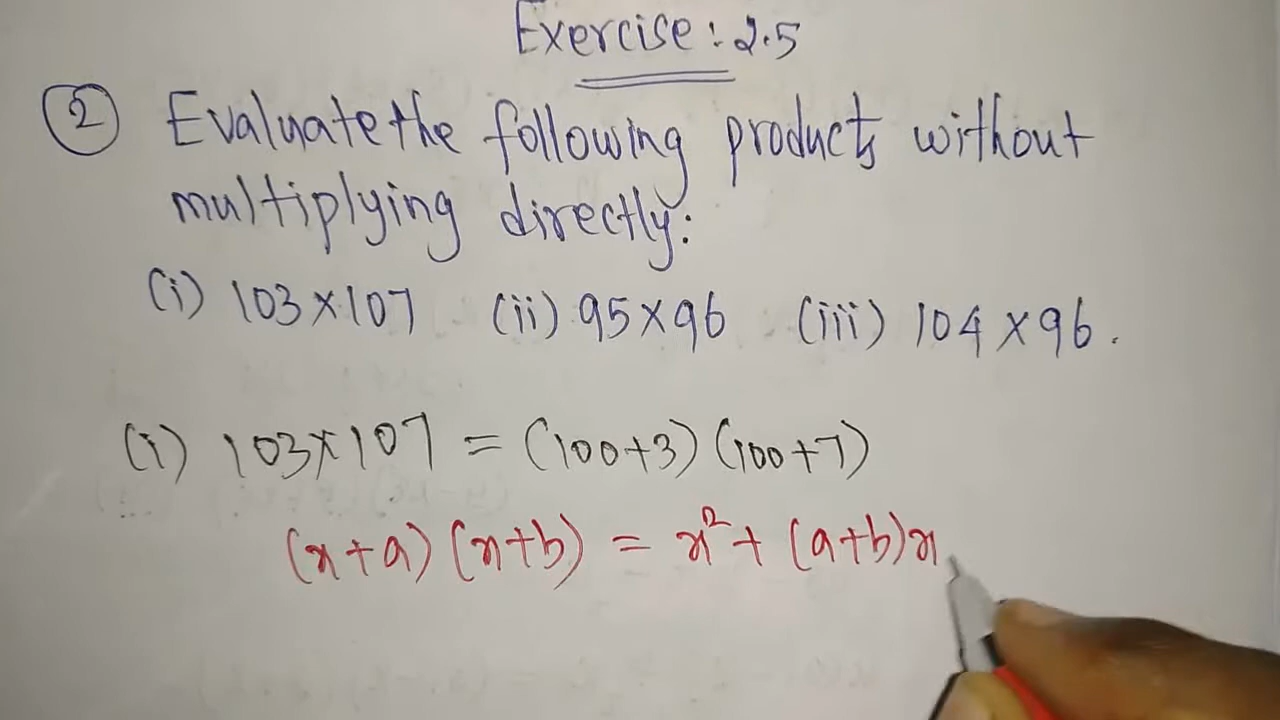 Exercise: 2.5
(2) Evaluate the following products without
multiplying directly:
(i) 103×107 (ii) 95×96 (iii) 104×96.
(i) 103×107 = (100+3)(100+7)
(x+a)(x+b) = x²+(a+b)x